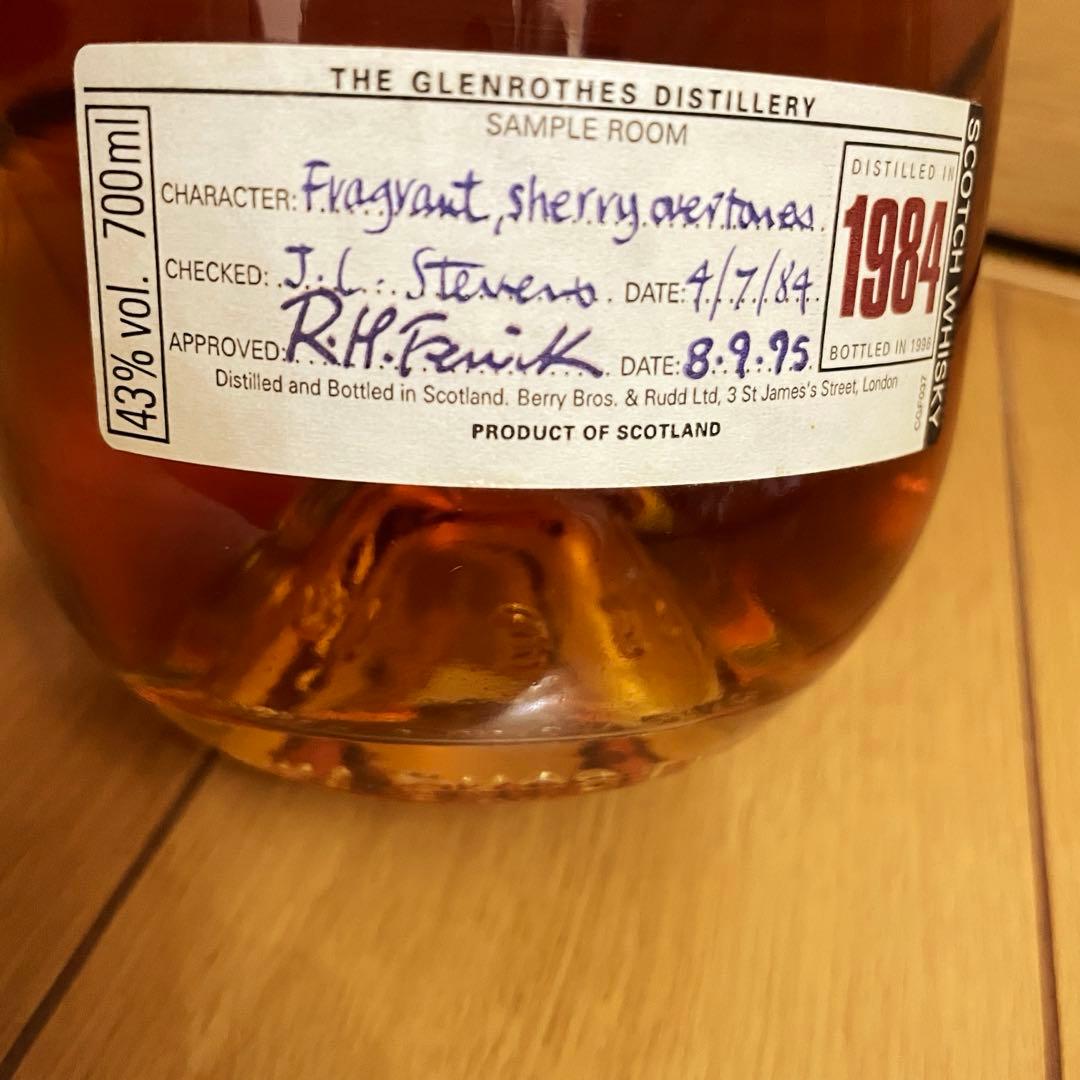 THE GLENROTHES DISTILLERY
SAMPLE ROOM
43% vol. 700ml
CHARACTER: Fragrant, sherry overtones
CHECKED: J.L. Stevens. DATE: 4/7/84
APPROVED: R.H. Fenwick DATE: 8.9.95
DISTILLED IN
1984
BOTTLED IN 1996
SCOTCH WHISKY
Distilled and Bottled in Scotland. Berry Bros. & Rudd Ltd, 3 St James's Street, London
PRODUCT OF SCOTLAND